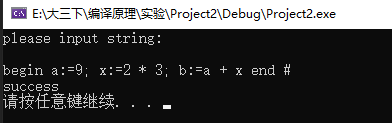 E:\大三下\编译原理\实验\Project2\Debug\Project2.exe
please input string:
begin a:=9; x:=2 * 3; b:=a + x end #
success
请按任意键继续. . .